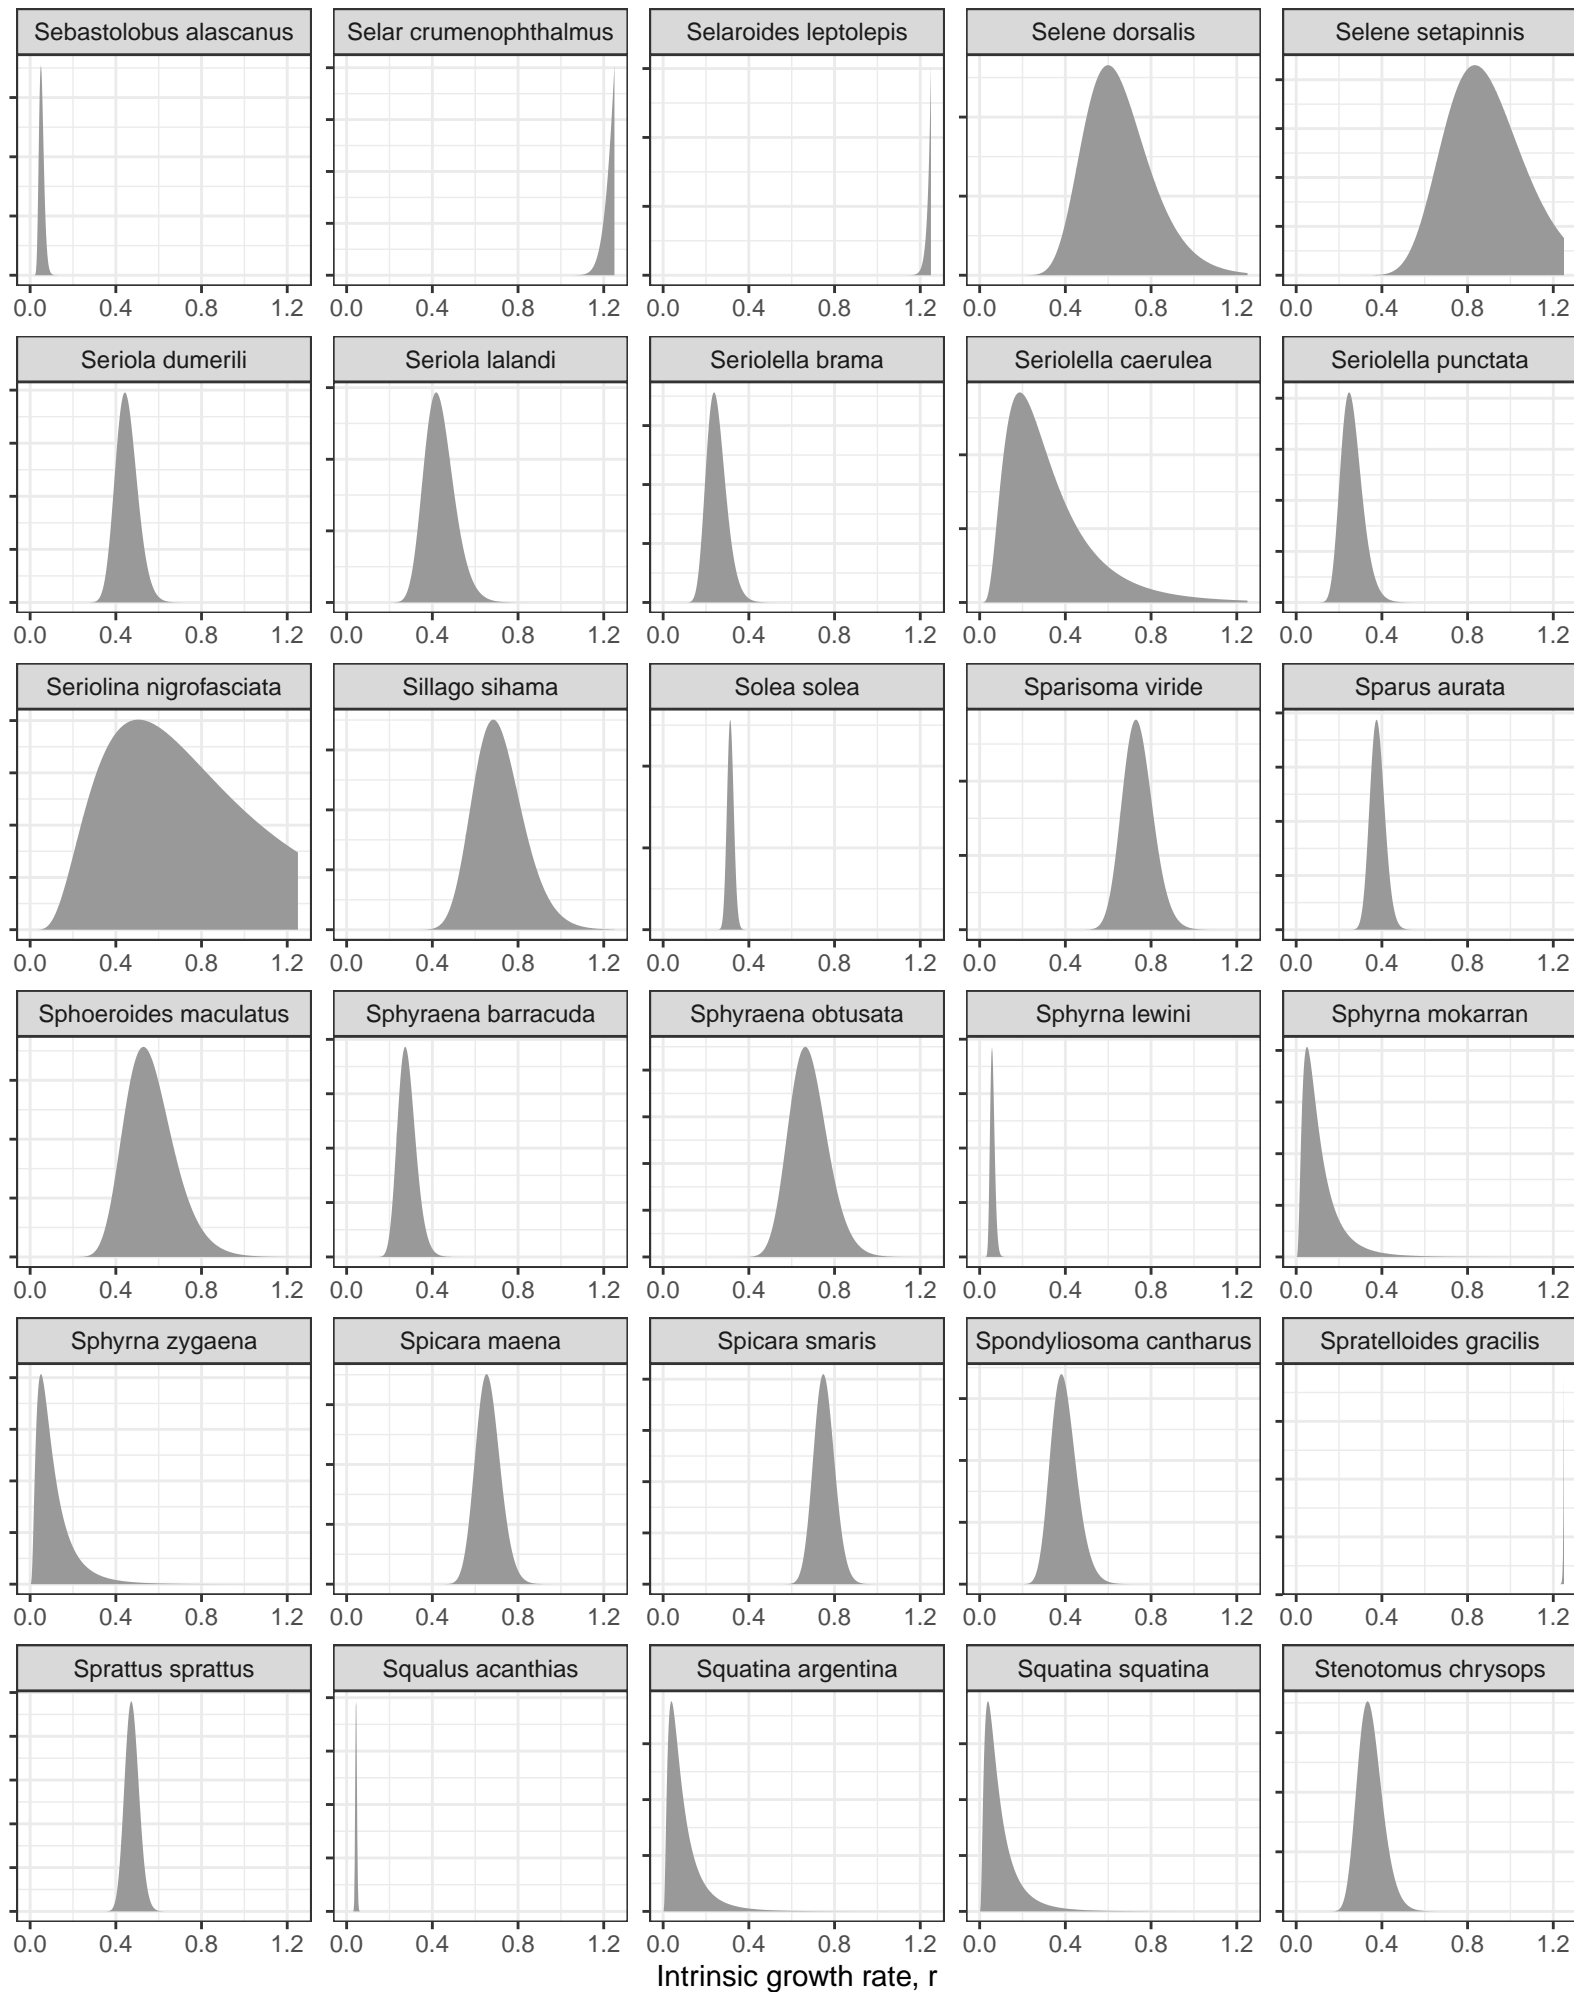 Sebastolobus alascanus Selar crumenophthalmus Selaroides leptolepis Selene dorsalis Selene setapinnis
0.0 0.4 0.8 1.2 0.0 0.4 0.8 1.2 0.0 0.4 0.8 1.2 0.0 0.4 0.8 1.2 0.0 0.4 0.8 1.2
Seriola dumerili Seriola lalandi Seriolella brama Seriolella caerulea Seriolella punctata
0.0 0.4 0.8 1.2 0.0 0.4 0.8 1.2 0.0 0.4 0.8 1.2 0.0 0.4 0.8 1.2 0.0 0.4 0.8 1.2
Seriolina nigrofasciata Sillago sihama Solea solea Sparisoma viride Sparus aurata
0.0 0.4 0.8 1.2 0.0 0.4 0.8 1.2 0.0 0.4 0.8 1.2 0.0 0.4 0.8 1.2 0.0 0.4 0.8 1.2
Sphoeroides maculatus Sphyraena barracuda Sphyraena obtusata Sphyrna lewini Sphyrna mokarran
0.0 0.4 0.8 1.2 0.0 0.4 0.8 1.2 0.0 0.4 0.8 1.2 0.0 0.4 0.8 1.2 0.0 0.4 0.8 1.2
Sphyrna zygaena Spicara maena Spicara smaris Spondyliosoma cantharus Spratelloides gracilis
0.0 0.4 0.8 1.2 0.0 0.4 0.8 1.2 0.0 0.4 0.8 1.2 0.0 0.4 0.8 1.2 0.0 0.4 0.8 1.2
Sprattus sprattus Squalus acanthias Squatina argentina Squatina squatina Stenotomus chrysops
0.0 0.4 0.8 1.2 0.0 0.4 0.8 1.2 0.0 0.4 0.8 1.2 0.0 0.4 0.8 1.2 0.0 0.4 0.8 1.2
Intrinsic growth rate, r